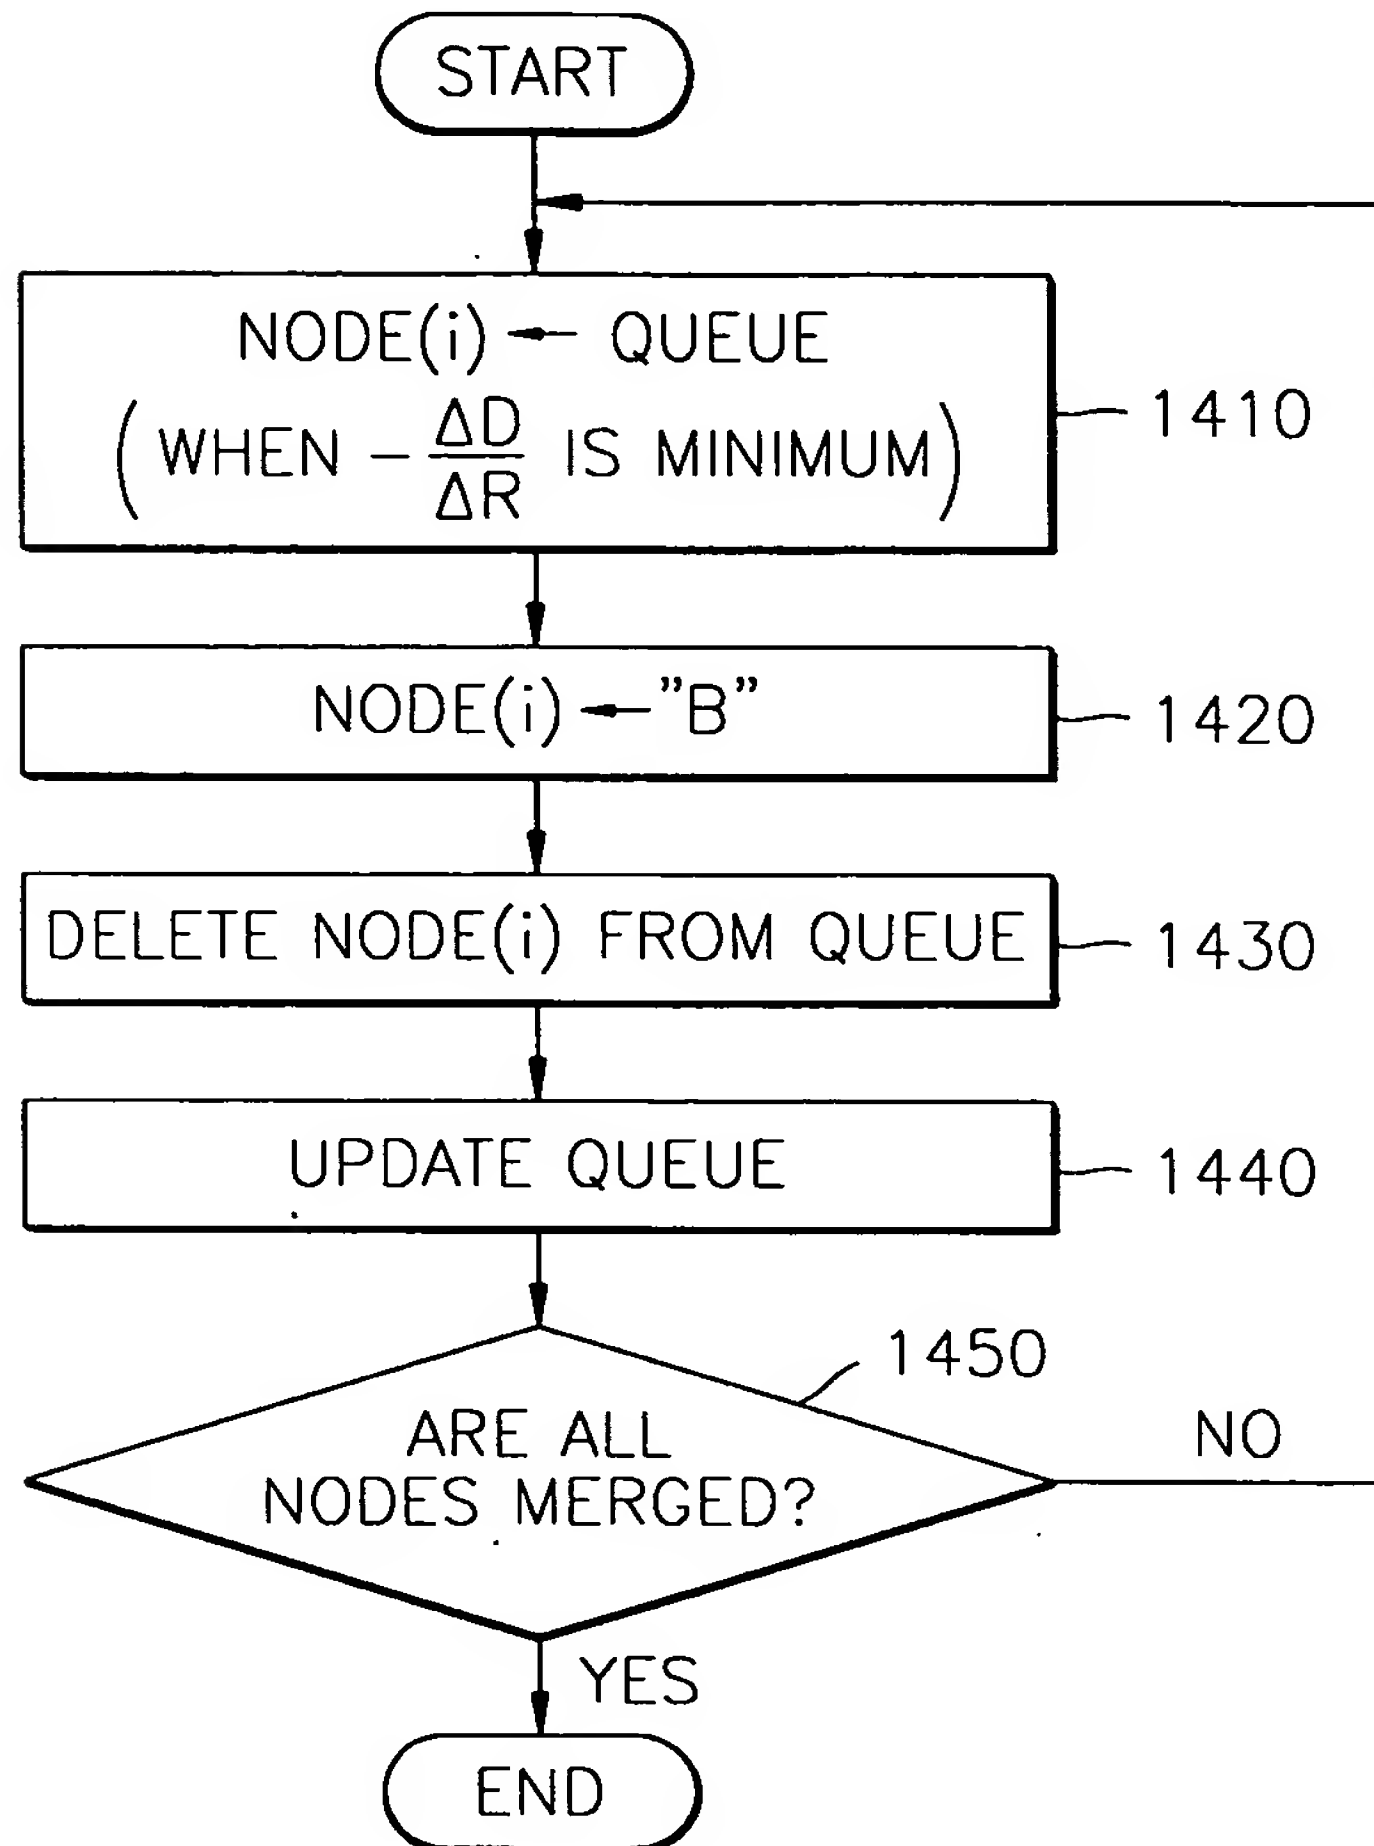 START
NODE(i) ← QUEUE
(WHEN - ΔD/ΔR IS MINIMUM)
1410
NODE(i) ← "B"
1420
DELETE NODE(i) FROM QUEUE
1430
UPDATE QUEUE
1440
1450
ARE ALL
NODES MERGED?
NO
YES
END